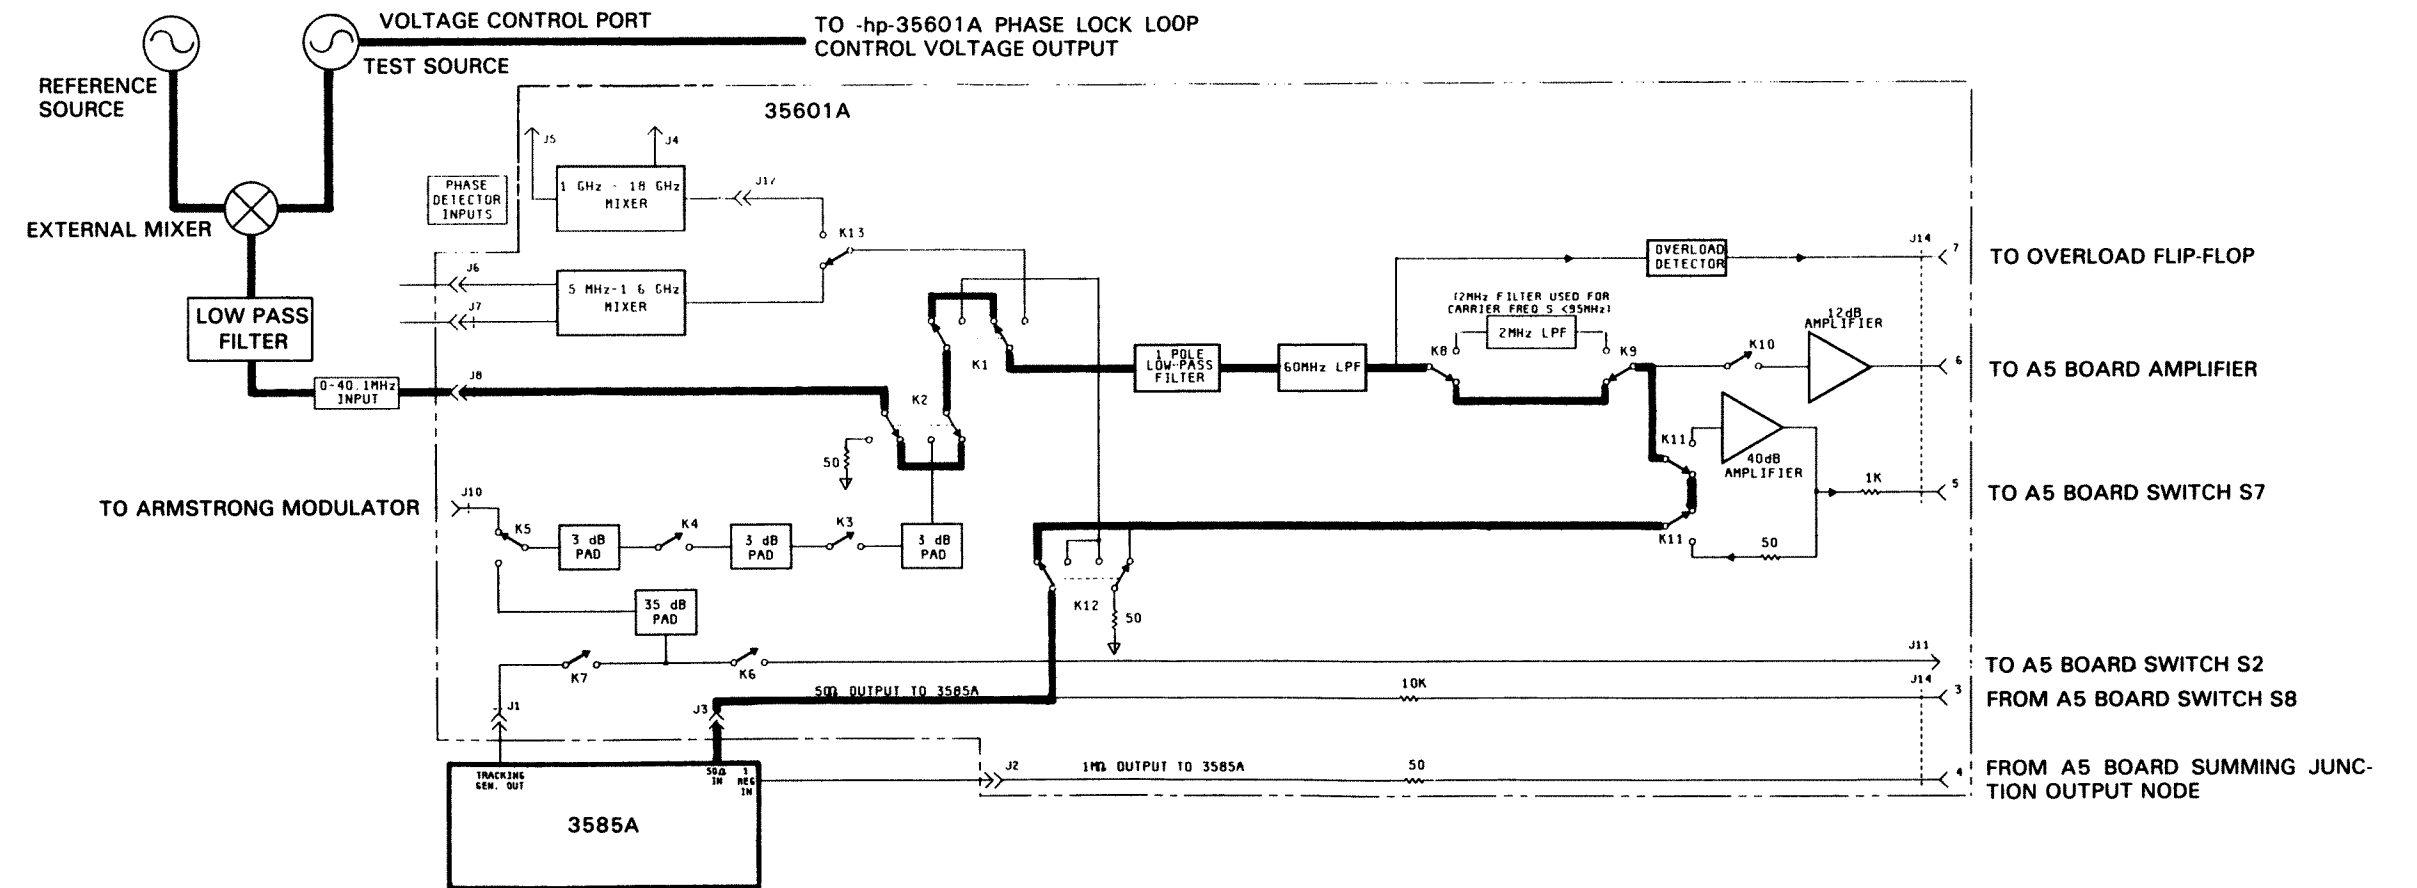 VOLTAGE CONTROL PORT
TO -hp-35601A PHASE LOCK LOOP
CONTROL VOLTAGE OUTPUT
TEST SOURCE
REFERENCE
SOURCE
35601A
J5
J4
PHASE
DETECTOR
INPUTS
1 GHz - 18 GHz
MIXER
J17
EXTERNAL MIXER
K13
J6
5 MHz-1 6 GHz
MIXER
J7
OVERLOAD
DETECTOR
J14
7
TO OVERLOAD FLIP-FLOP
LOW PASS
FILTER
(2MHz FILTER USED FOR
CARRIER FREQ S <95MHz)
2MHz LPF
12dB
AMPLIFIER
K1
1 POLE
LOW-PASS
FILTER
60MHz LPF
K8
K9
K10
6
TO A5 BOARD AMPLIFIER
0-40.1MHz
INPUT
J8
K2
K11
40dB
AMPLIFIER
50
1K
5
TO A5 BOARD SWITCH S7
TO ARMSTRONG MODULATOR
J10
K5
3 dB
PAD
K4
3 dB
PAD
K3
3 dB
PAD
K11
50
35 dB
PAD
K12
50
K7
K6
J11
TO A5 BOARD SWITCH S2
50Ω OUTPUT TO 3585A
10K
J14
3
FROM A5 BOARD SWITCH S8
J1
J3
TRACKING
GEN. OUT
50Ω
IN
1
MEG
IN
J2
1MΩ OUTPUT TO 3585A
50
4
FROM A5 BOARD SUMMING JUNC-
TION OUTPUT NODE
3585A